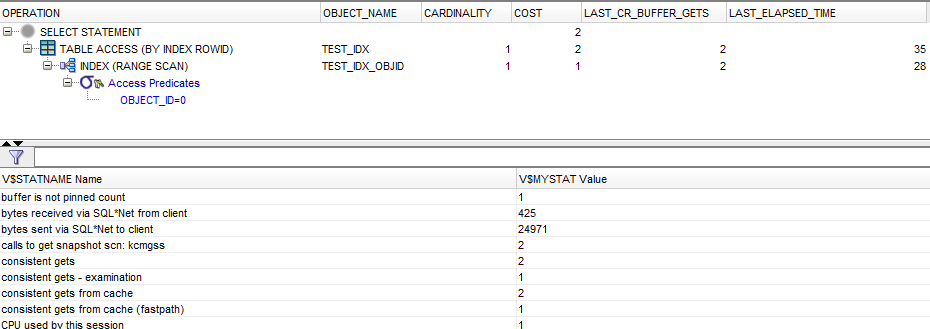 OPERATION OBJECT_NAME CARDINALITY COST LAST_CR_BUFFER_GETS LAST_ELAPSED_TIME
SELECT STATEMENT 2
TABLE ACCESS (BY INDEX ROWID) TEST_IDX 1 2 2 35
INDEX (RANGE SCAN) TEST_IDX_OBJID 1 1 2 28
Access Predicates
OBJECT_ID=0
V$STATNAME Name V$MYSTAT Value
buffer is not pinned count 1
bytes received via SQL*Net from client 425
bytes sent via SQL*Net to client 24971
calls to get snapshot scn: kcmgss 2
consistent gets 2
consistent gets - examination 1
consistent gets from cache 2
consistent gets from cache (fastpath) 1
CPU used by this session 1